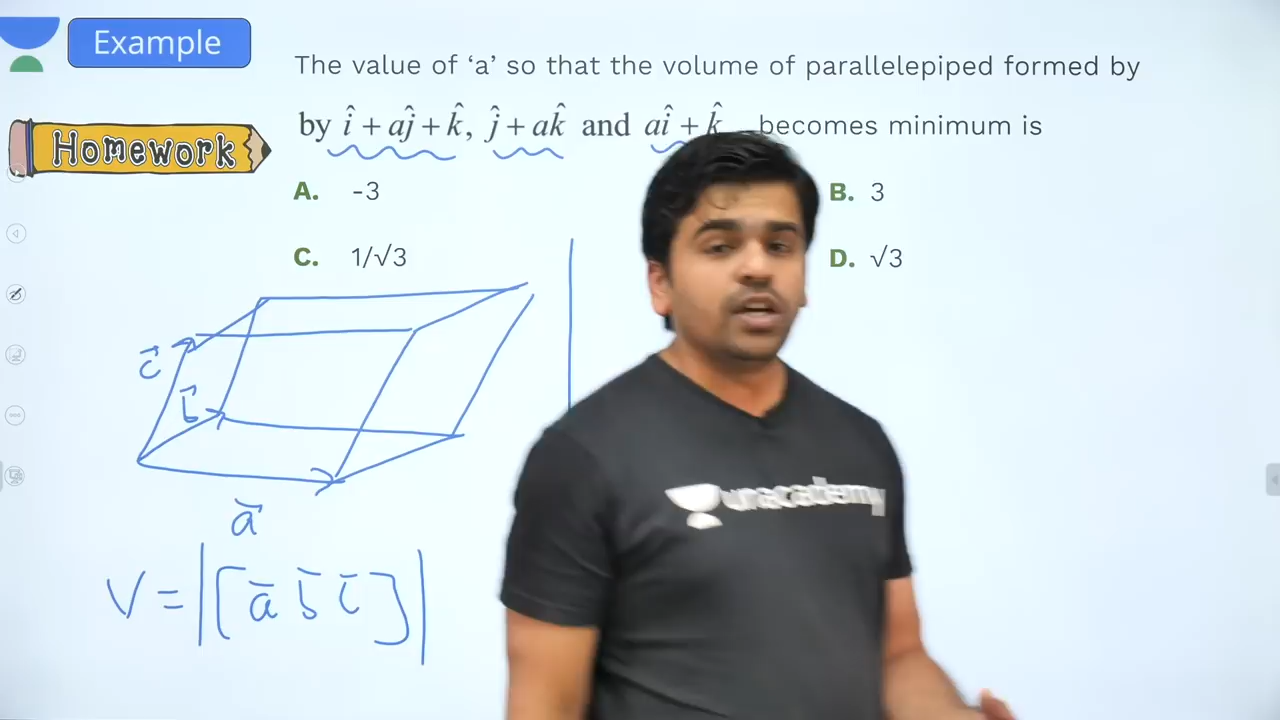 Example
The value of ‘a’ so that the volume of parallelepiped formed by
by î + aĵ + k̂, ĵ + ak̂ and aî + k̂ becomes minimum is
Homework
A. -3
B. 3
C. 1/√3
D. √3
c⃗
b⃗
a⃗
V = |[a̅ b̅ c̅]|
unacademy